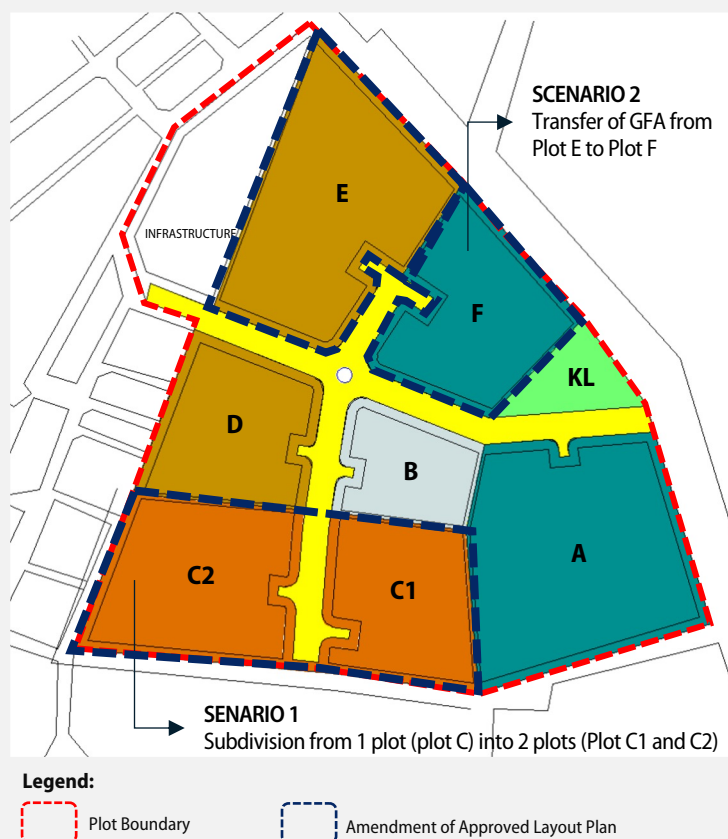 SCENARIO 2
Transfer of GFA from
Plot E to Plot F
E
INFRASTRUCTURE
F
KL
D
B
A
C2
C1
SENARIO 1
Subdivision from 1 plot (plot C) into 2 plots (Plot C1 and C2)
Legend:
Plot Boundary
Amendment of Approved Layout Plan